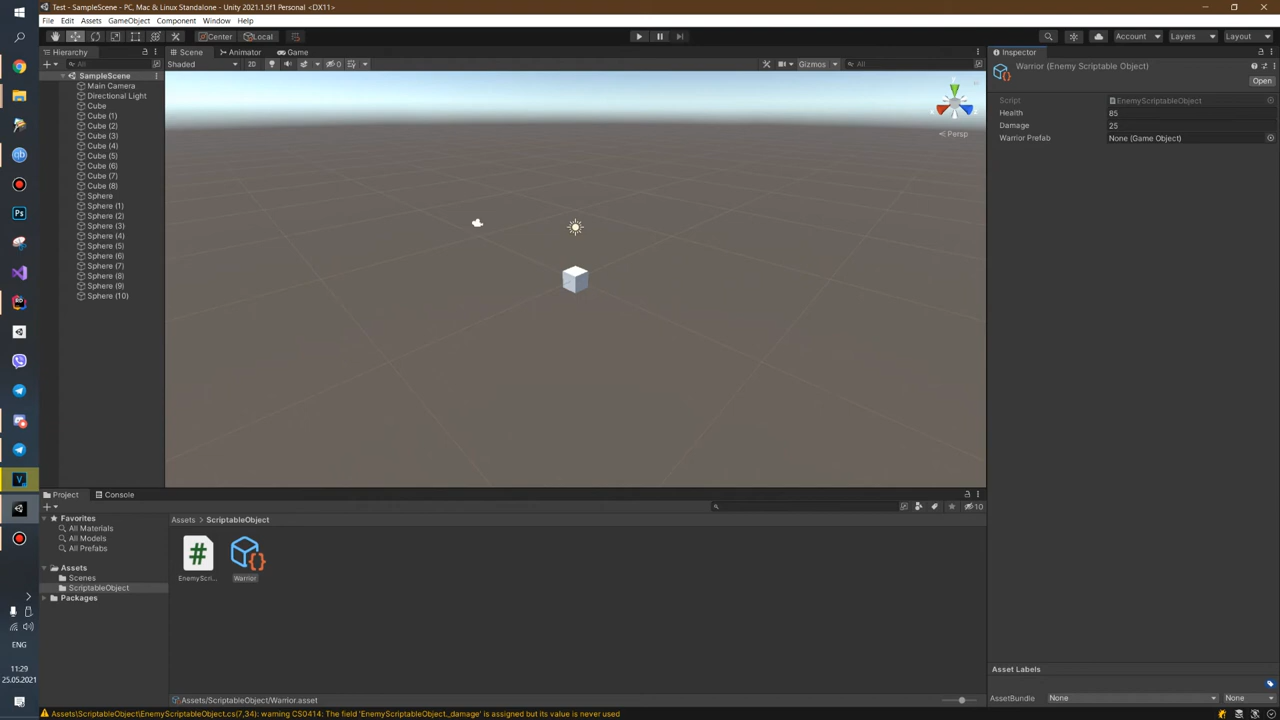 Test - SampleScene - PC, Mac & Linux Standalone - Unity 2021.1.5f1 Personal <DX11>
File Edit Assets GameObject Component Window Help
Center Local Account Layers Layout
Hierarchy Scene Animator Game Inspector
All Shaded 2D 0 Gizmos All Warrior (Enemy Scriptable Object)
SampleScene
Open
Main Camera
Directional Light
Script EnemyScriptableObject
Cube
Health 85
Cube (1)
Damage 25
Cube (2)
Persp
Cube (3)
Warrior Prefab None (Game Object)
Cube (4)
Cube (5)
Cube (6)
Cube (7)
Cube (8)
Sphere
Sphere (1)
Sphere (2)
Sphere (3)
Sphere (4)
Sphere (5)
Sphere (6)
Sphere (7)
Sphere (8)
Sphere (9)
Sphere (10)
Project Console
10
Favorites
Assets > ScriptableObject
All Materials
All Models
All Prefabs
Assets
Scenes
EnemyScri... Warrior
ScriptableObject
Packages
ENG
11:29
25.05.2021
Asset Labels
AssetBundle None None
Assets/ScriptableObject/Warrior.asset
Assets\ScriptableObject\EnemyScriptableObject.cs(7,34): warning CS0414: The field 'EnemyScriptableObject._damage' is assigned but its value is never used